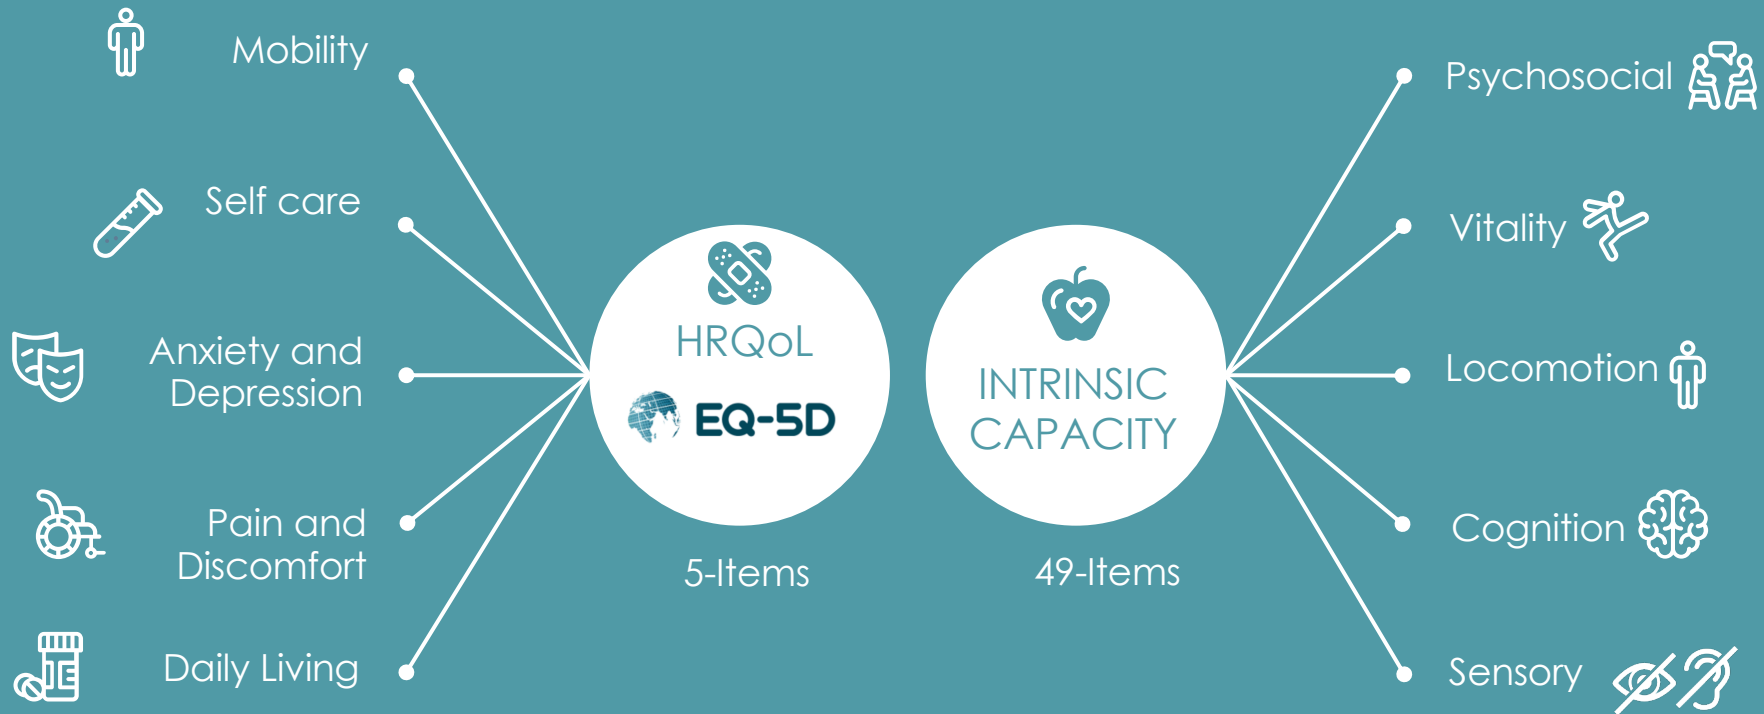 Mobility
Self care
Anxiety and
Depression
Pain and
Discomfort
Daily Living
HRQoL
EQ-5D
5-Items
INTRINSIC
CAPACITY
49-Items
Psychosocial
Vitality
Locomotion
Cognition
Sensory